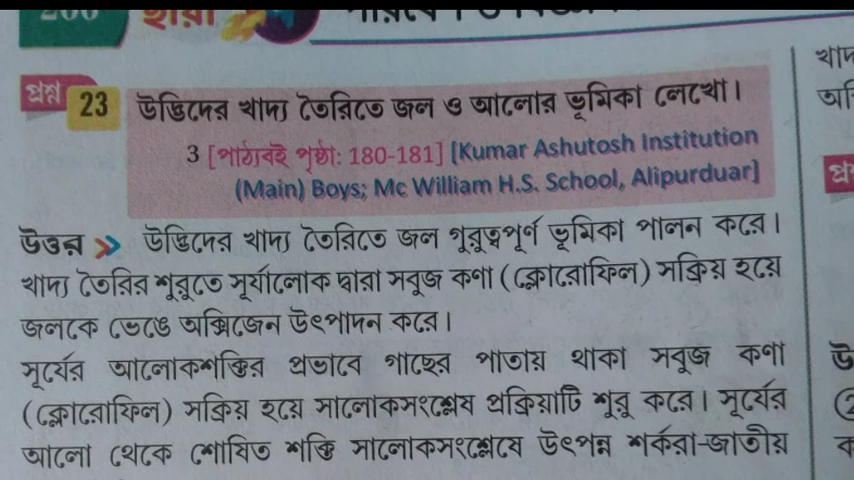 200 ছায়া
প্রশ্ন 23 উদ্ভিদের খাদ্য তৈরিতে জল ও আলোর ভূমিকা লেখো।
3 [পাঠ্যবই পৃষ্ঠা: 180-181] [Kumar Ashutosh Institution
(Main) Boys; Mc William H.S. School, Alipurduar]
উত্তর » উদ্ভিদের খাদ্য তৈরিতে জল গুরুত্বপূর্ণ ভূমিকা পালন করে।
খাদ্য তৈরির শুরুতে সূর্যালোক দ্বারা সবুজ কণা (ক্লোরোফিল) সক্রিয় হয়ে
জলকে ভেঙে অক্সিজেন উৎপাদন করে।
সূর্যের আলোকশক্তির প্রভাবে গাছের পাতায় থাকা সবুজ কণা
(ক্লোরোফিল) সক্রিয় হয়ে সালোকসংশ্লেষ প্রক্রিয়াটি শুরু করে। সূর্যের
আলো থেকে শোষিত শক্তি সালোকসংশ্লেষে উৎপন্ন শর্করা-জাতীয়